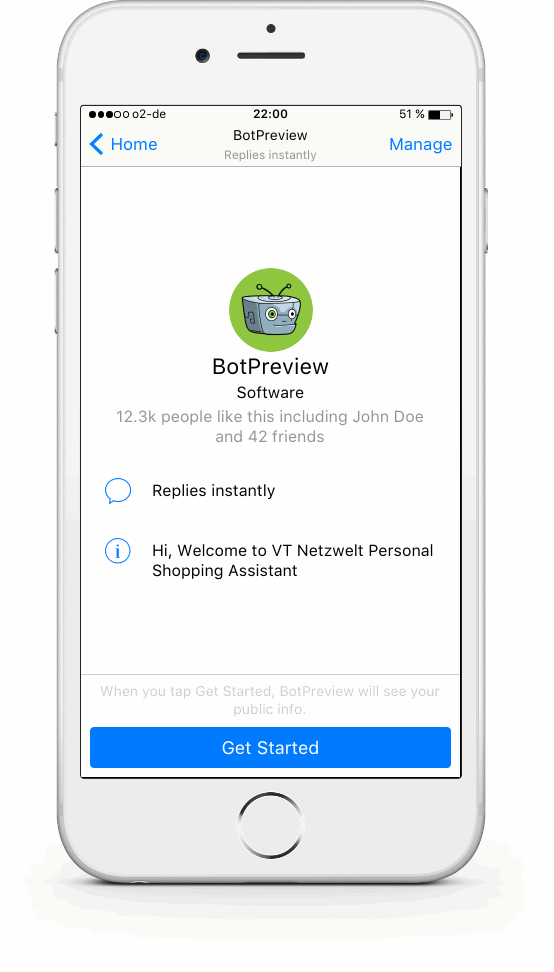 o2-de 22:00 51 %
Home BotPreview Manage
Replies instantly
BotPreview
Software
12.3k people like this including John Doe
and 42 friends
Replies instantly
Hi, Welcome to VT Netzwelt Personal
Shopping Assistant
When you tap Get Started, BotPreview will see your
public info.
Get Started